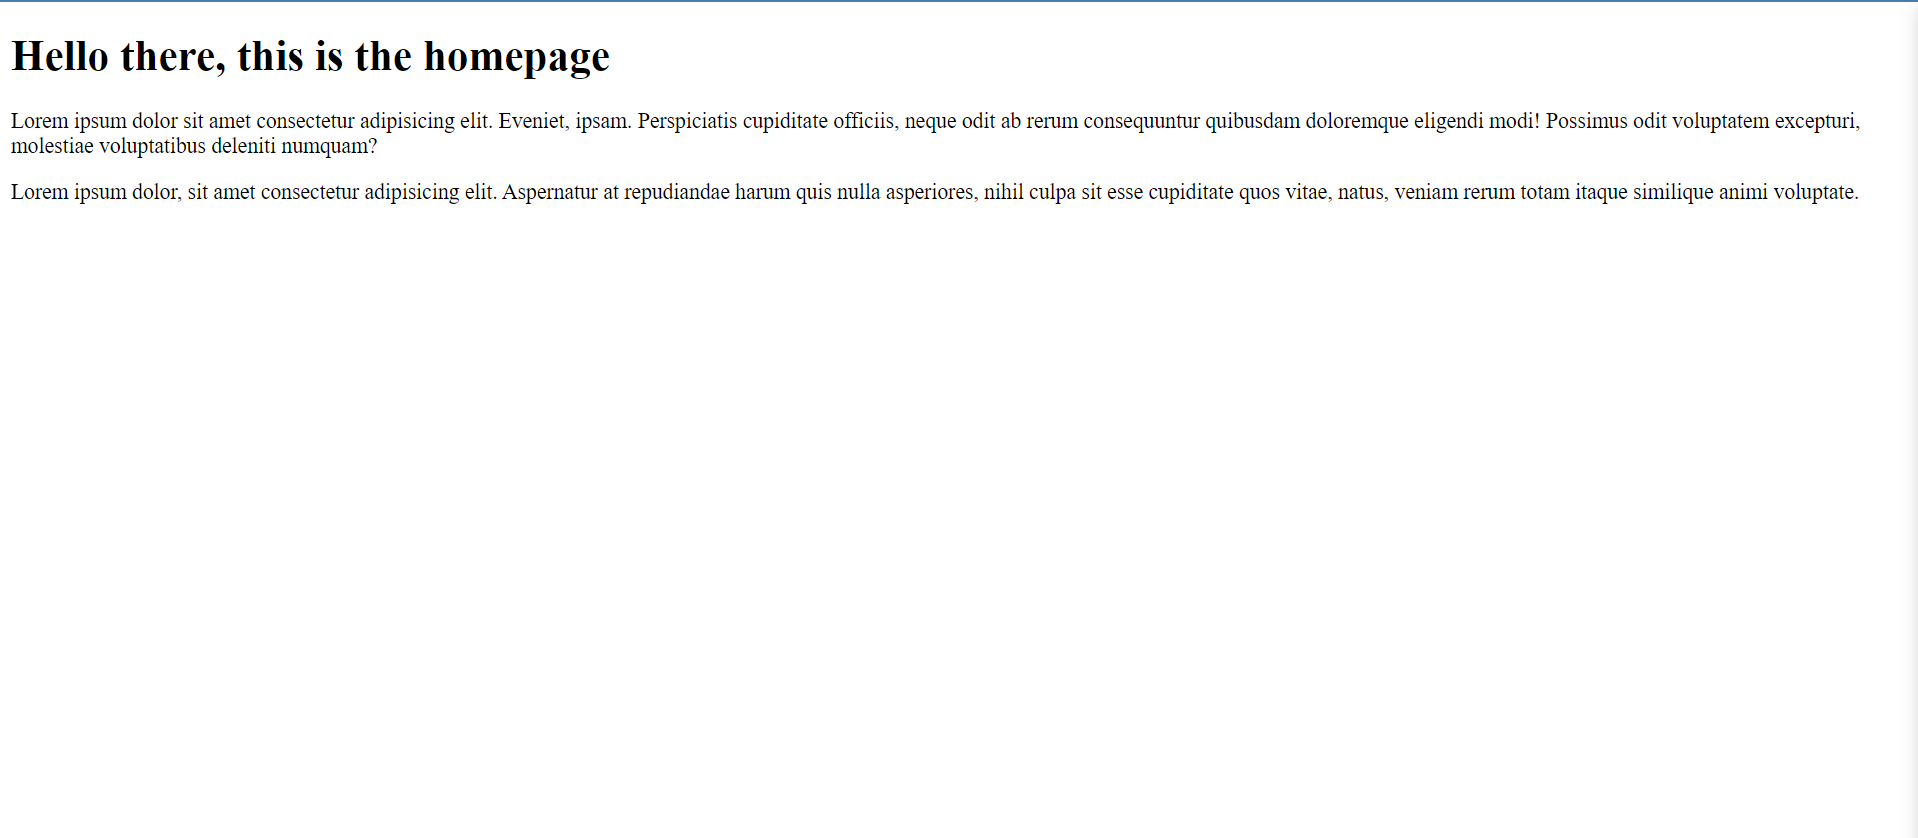 Hello there, this is the homepage
Lorem ipsum dolor sit amet consectetur adipisicing elit. Eveniet, ipsam. Perspiciatis cupiditate officiis, neque odit ab rerum consequuntur quibusdam doloremque eligendi modi! Possimus odit voluptatem excepturi,
molestiae voluptatibus deleniti numquam?
Lorem ipsum dolor, sit amet consectetur adipisicing elit. Aspernatur at repudiandae harum quis nulla asperiores, nihil culpa sit esse cupiditate quos vitae, natus, veniam rerum totam itaque similique animi voluptate.